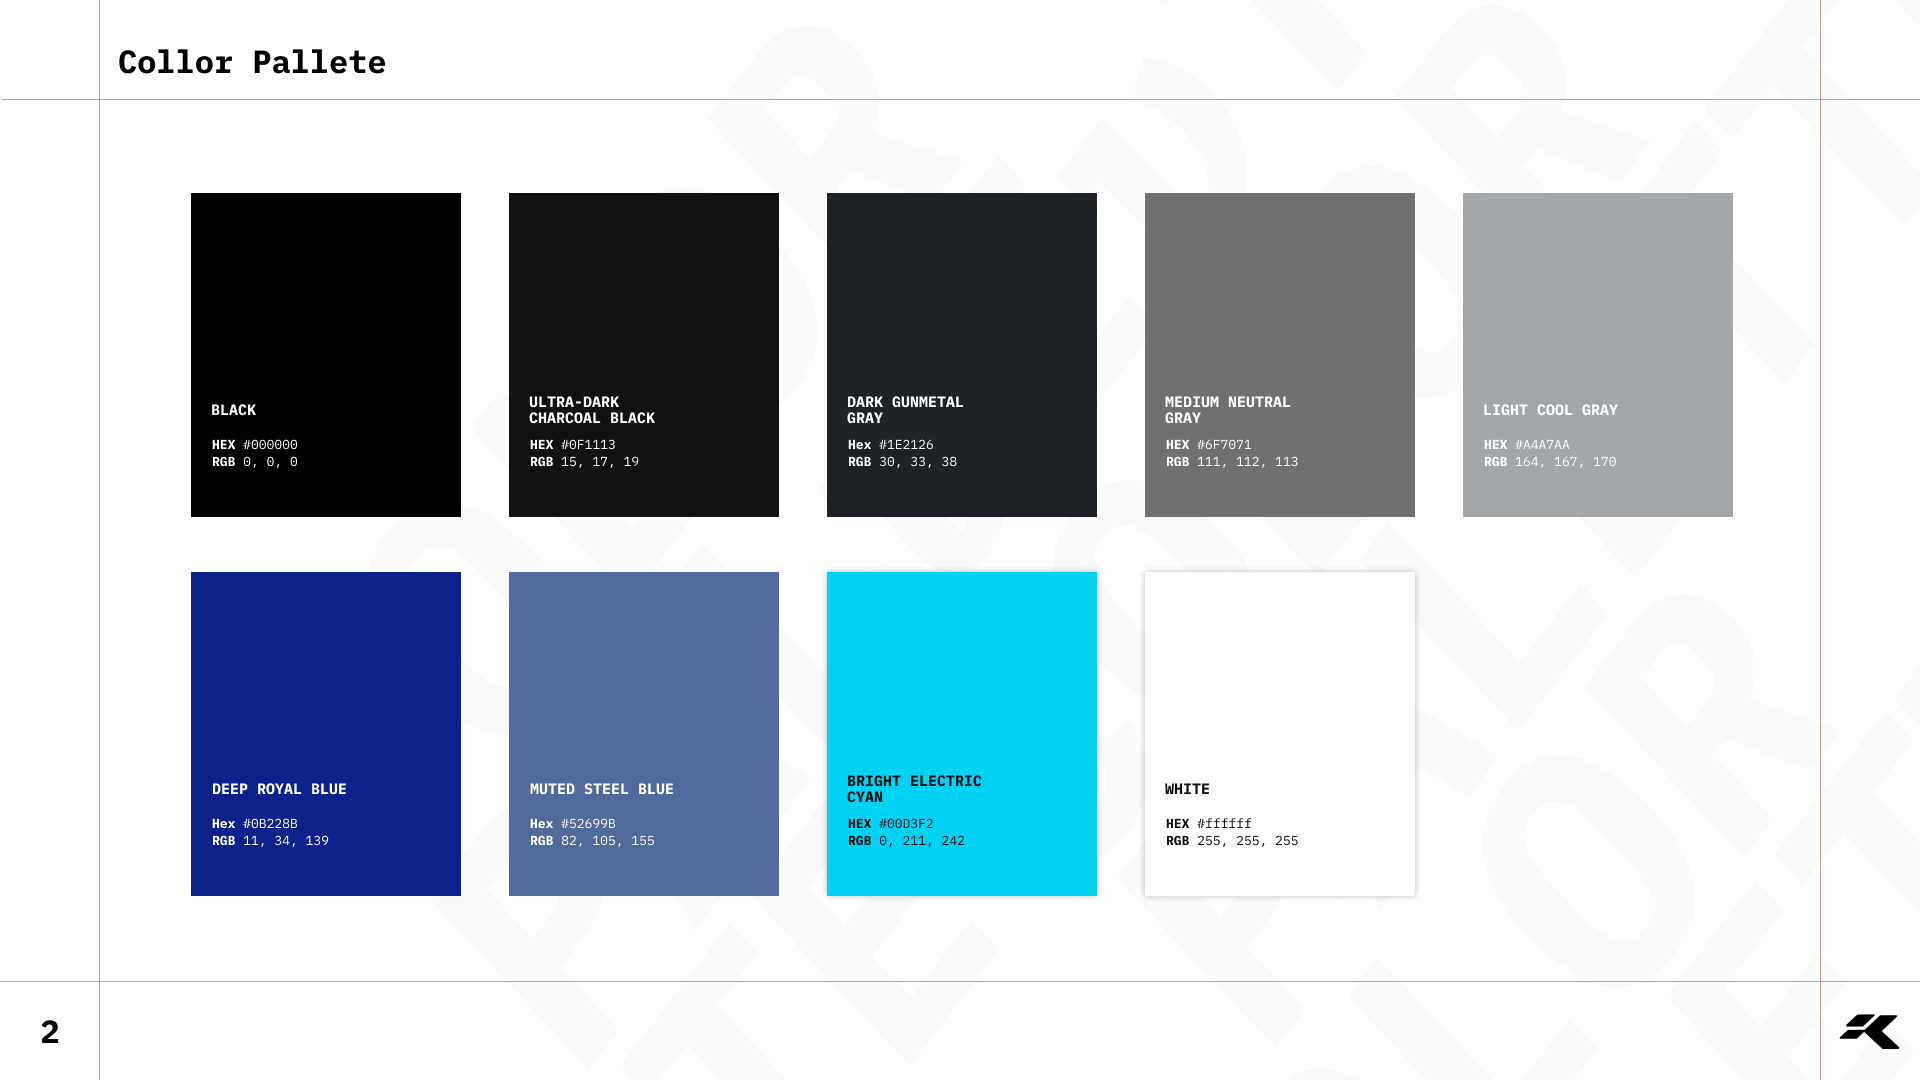 Collor Pallete
BLACK
HEX #000000
RGB 0, 0, 0
ULTRA-DARK
CHARCOAL BLACK
HEX #0F1113
RGB 15, 17, 19
DARK GUNMETAL
GRAY
Hex #1E2126
RGB 30, 33, 38
MEDIUM NEUTRAL
GRAY
HEX #6F7071
RGB 111, 112, 113
LIGHT COOL GRAY
HEX #A4A7AA
RGB 164, 167, 170
DEEP ROYAL BLUE
Hex #0B228B
RGB 11, 34, 139
MUTED STEEL BLUE
Hex #52699B
RGB 82, 105, 155
BRIGHT ELECTRIC
CYAN
HEX #00D3F2
RGB 0, 211, 242
WHITE
HEX #ffffff
RGB 255, 255, 255
2